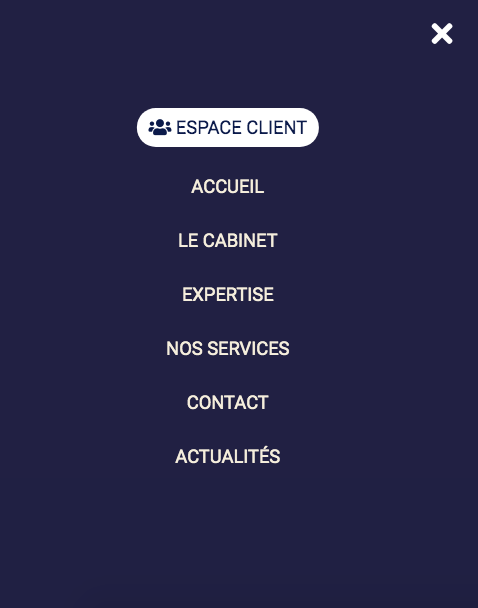 ESPACE CLIENT
ACCUEIL
LE CABINET
EXPERTISE
NOS SERVICES
CONTACT
ACTUALITÉS